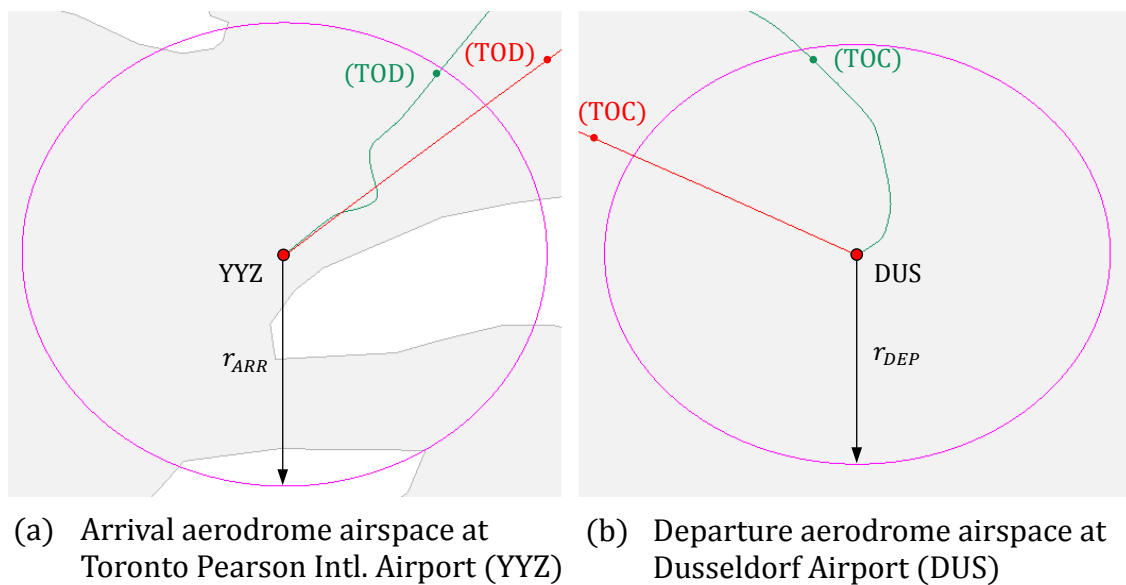 (TOD) (TOD)
YYZ
r_ARR
(a) Arrival aerodrome airspace at
Toronto Pearson Intl. Airport (YYZ)
(TOC)
(TOC)
DUS
r_DEP
(b) Departure aerodrome airspace at
Dusseldorf Airport (DUS)